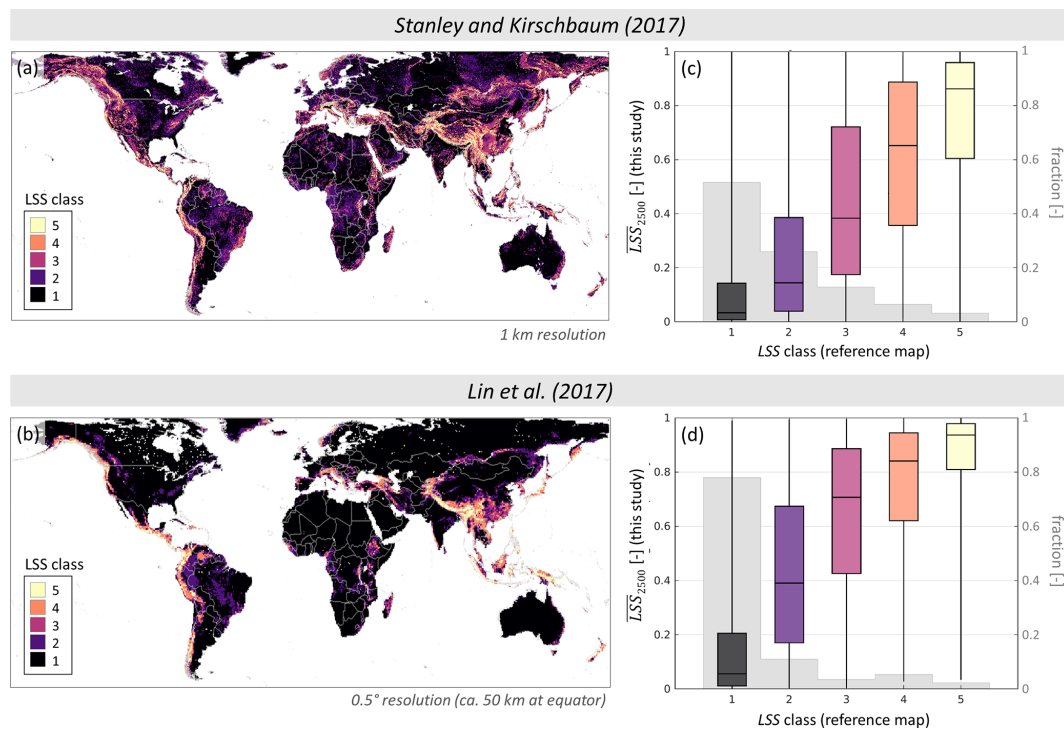 Stanley and Kirschbaum (2017)
(a)
LSS class
5
4
3
2
1
1 km resolution
(c)
1
0.8
0.6
0.4
0.2
0
LSS2500 [-] (this study)
1
0.8
0.6
0.4
0.2
0
fraction [-]
1 2 3 4 5
LSS class (reference map)
Lin et al. (2017)
(b)
LSS class
5
4
3
2
1
0.5° resolution (ca. 50 km at equator)
(d)
1
0.8
0.6
0.4
0.2
0
LSS2500 [-] (this study)
1
0.8
0.6
0.4
0.2
0
fraction [-]
1 2 3 4 5
LSS class (reference map)